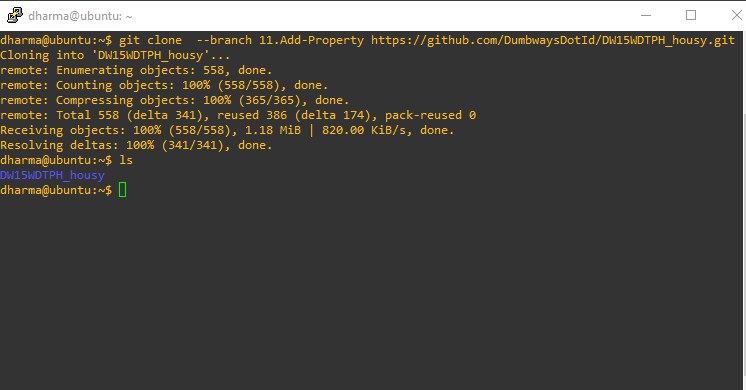 dharma@ubuntu: ~
dharma@ubuntu:~$ git clone  --branch 11.Add-Property https://github.com/DumbwaysDotId/DW15WDTPH_housy.git
Cloning into 'DW15WDTPH_housy'...
remote: Enumerating objects: 558, done.
remote: Counting objects: 100% (558/558), done.
remote: Compressing objects: 100% (365/365), done.
remote: Total 558 (delta 341), reused 386 (delta 174), pack-reused 0
Receiving objects: 100% (558/558), 1.18 MiB | 820.00 KiB/s, done.
Resolving deltas: 100% (341/341), done.
dharma@ubuntu:~$ ls
DW15WDTPH_housy
dharma@ubuntu:~$